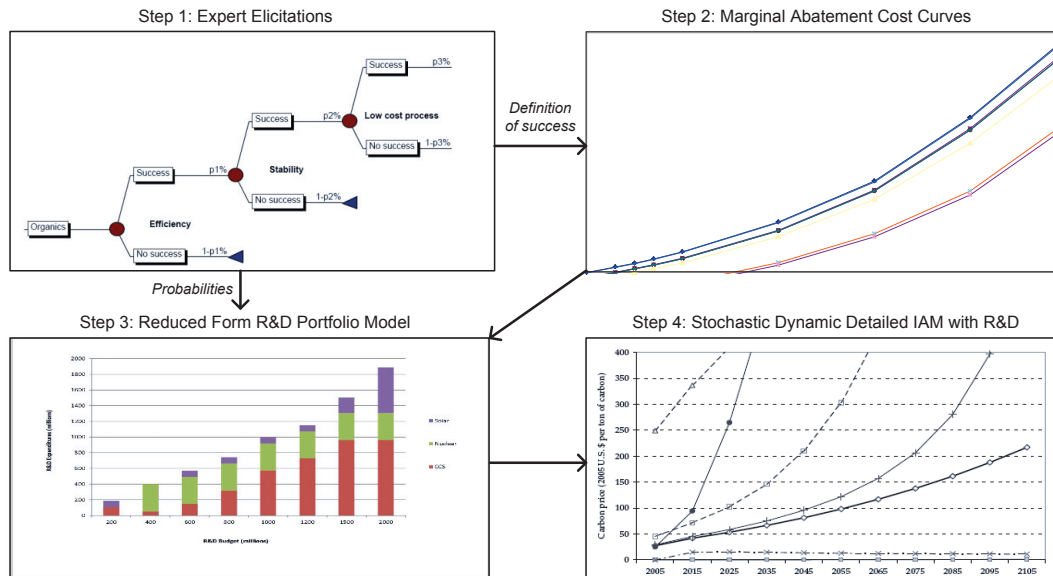 Step 1: Expert Elicitations
Step 2: Marginal Abatement Cost Curves
Success
p3%
Success
p2%
Low cost process
No success
1-p3%
Success
p1%
Stability
No success
1-p2%
Organics
Efficiency
No success
1-p1%
Definition
of success
Probabilities
Step 3: Reduced Form R&D Portfolio Model
Step 4: Stochastic Dynamic Detailed IAM with R&D
R&D Expenditure (million)
2000
1800
1600
1400
1200
1000
800
600
400
200
0
200
400
600
800
1000
1200
1500
2000
R&D Budget (millions)
Solar
Nuclear
CCS
Carbon price (2005 U.S. $ per ton of carbon)
400
350
300
250
200
150
100
50
0
2005
2015
2025
2035
2045
2055
2065
2075
2085
2095
2105